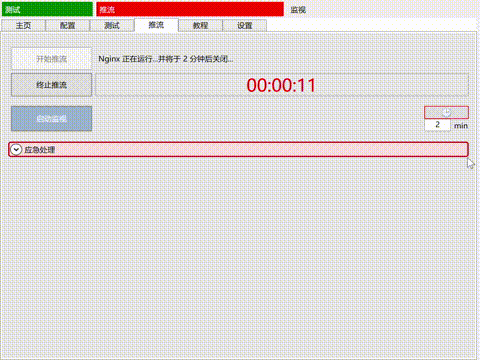 测试 推流 监视
主页 配置 测试 推流 教程 设置
开始推流 Nginx 正在运行...并将于 2 分钟后关闭...
终止推流 00:00:11
启动监视
2 min
应急处理